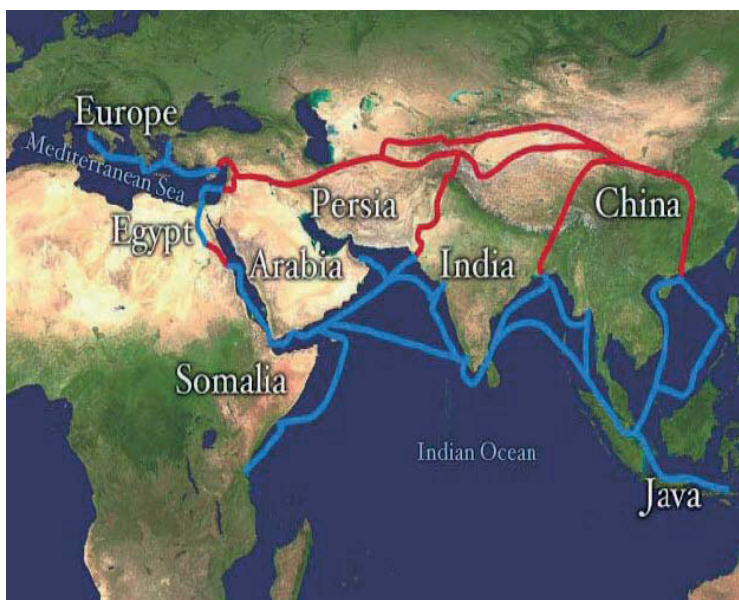 Europe
Mediterranean Sea
Egypt
Arabia
Persia
India
China
Somalia
Indian Ocean
Java